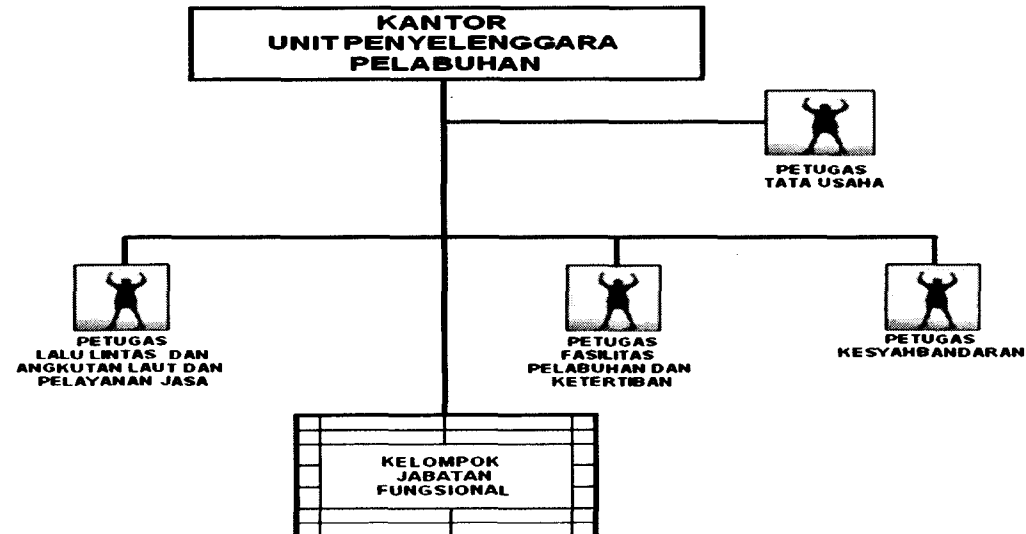 KANTOR
UNIT PENYELENGGARA
PELABUHAN
PETUGAS
TATA USAHA
PETUGAS
LALU LINTAS DAN
ANGKUTAN LAUT DAN
PELAYANAN JASA
PETUGAS
FASILITAS
PELABUHAN DAN
KETERTIBAN
PETUGAS
KESYAHBANDARAN
KELOMPOK
JABATAN
FUNGSIONAL